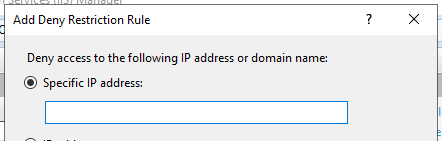 Services (IIS) Manager
Add Deny Restriction Rule
?
Deny access to the following IP address or domain name:
Specific IP address: